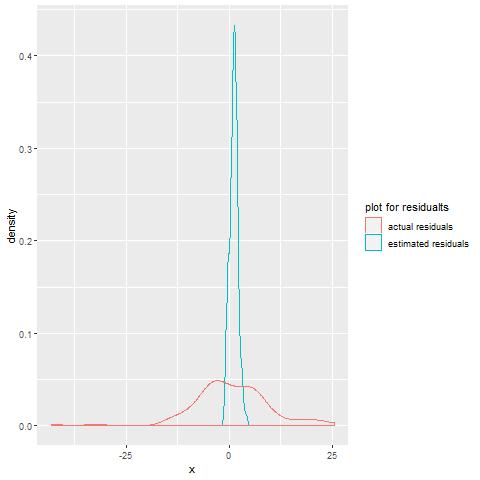 0.4
0.3
0.2
0.1
0.0
density
-25
0
25
x
plot for residualts
actual residuals
estimated residuals